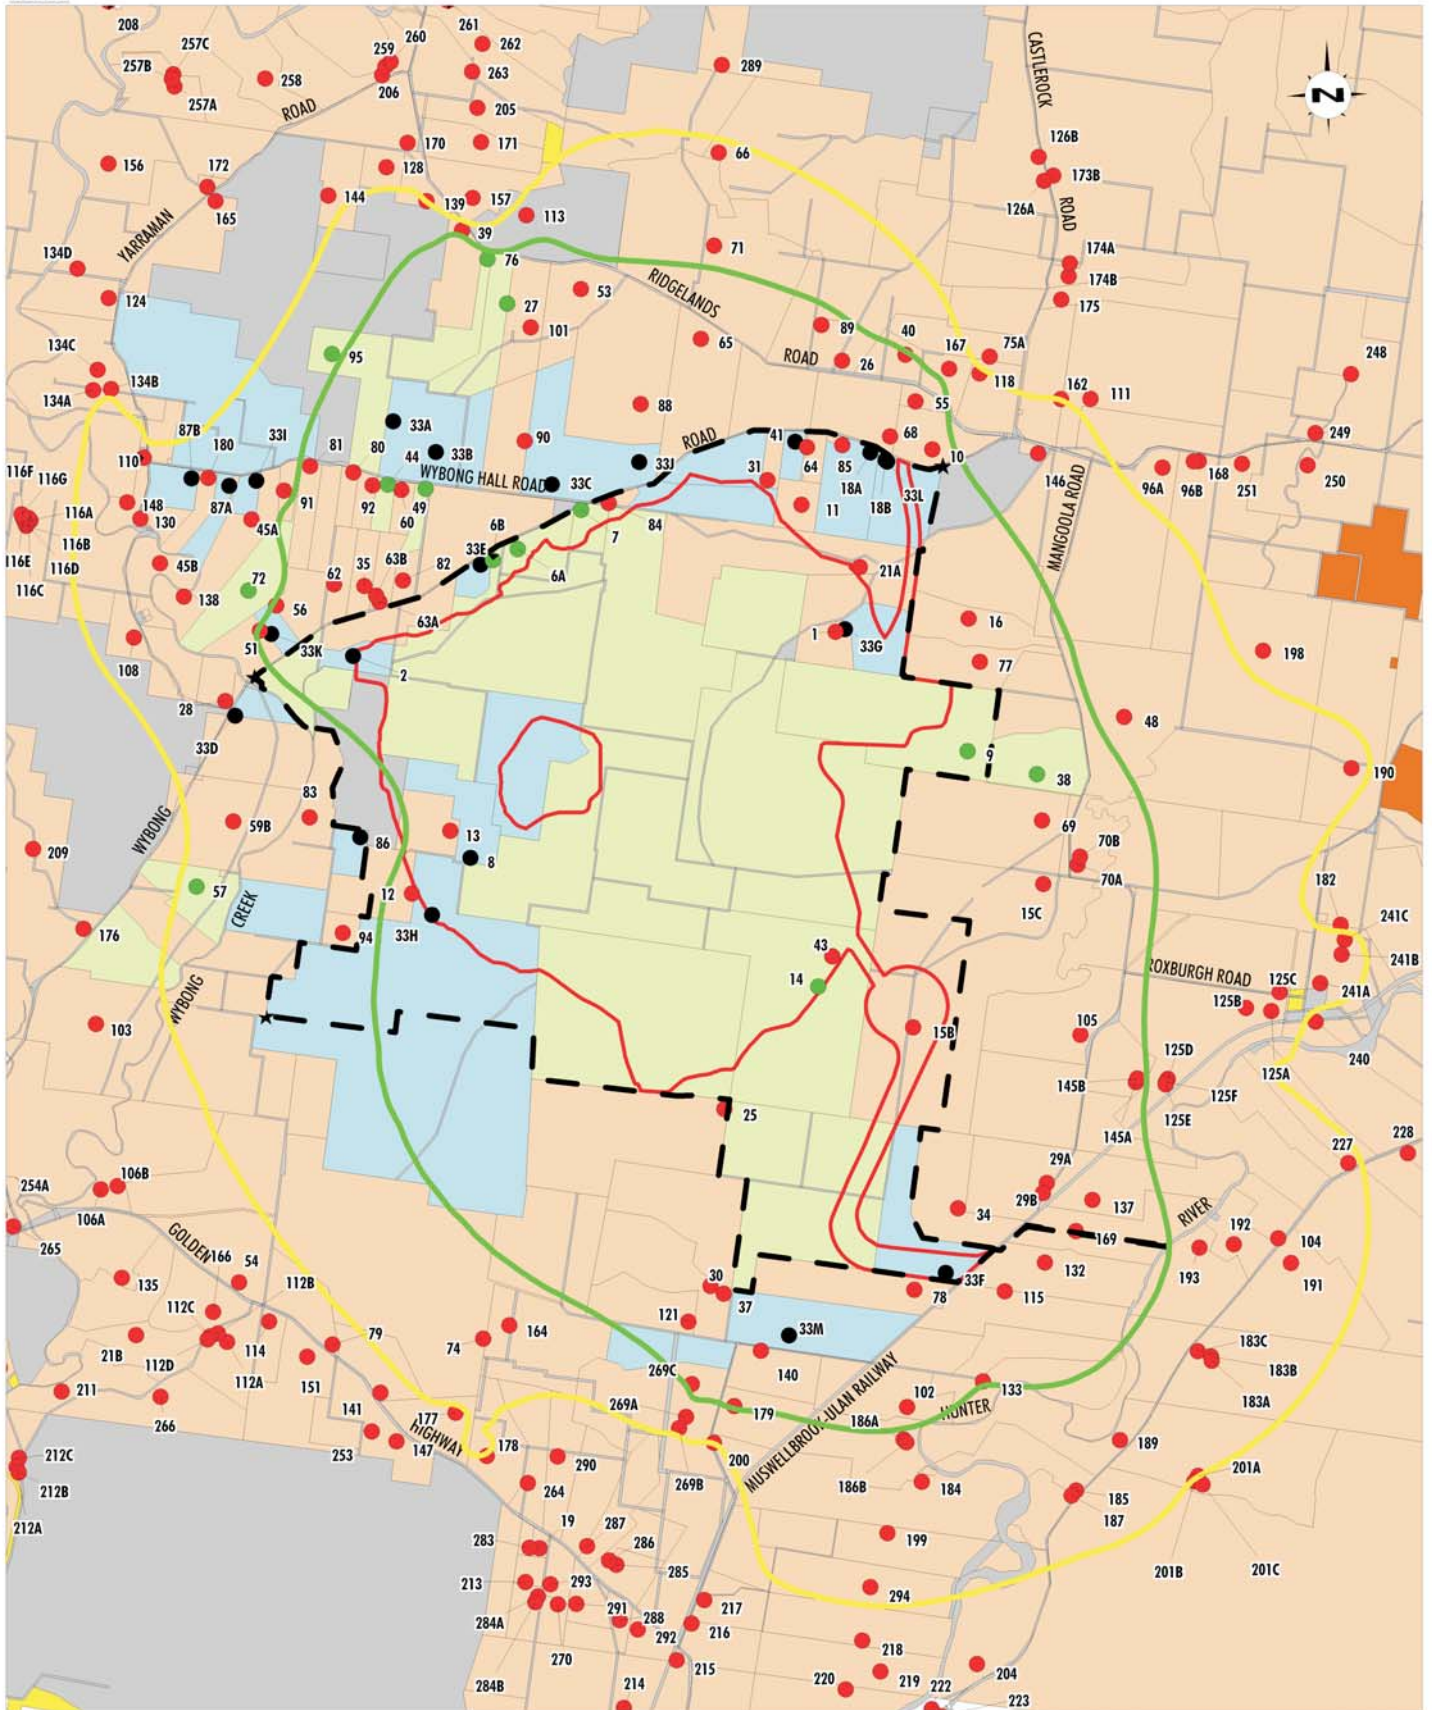 208
257C
259
260
261
262
257B
258
206
263
289
CASTLEROCK
257A
ROAD
205
N
170
171
126B
156
172
128
66
173B
144
139
157
126A
165
113
ROAD
YARRAMAN
39
71
134D
76
174A
RIDGELANDS
174B
124
27
53
175
101
89
40
134C
95
65
ROAD
26
167
75A
248
134B
118
134A
88
55
162
111
87B
180
33I
33A
41
68
249
81
80
44
33B
90
ROAD
10
116F
116G
110
WYBONG HALL ROAD
33J
31
64
85
146
MANGOOLA ROAD
96A
96B
168
251
250
33C
18A
33L
148
87A
91
92
49
116A
130
45A
60
7
84
11
18B
116B
6B
116E
116D
45B
62
35
63B
82
33E
6A
21A
116C
138
72
56
63A
16
1
33G
108
51
33K
77
198
2
28
48
33D
9
38
190
83
59B
13
69
WYBONG
86
70B
209
8
70A
182
57
12
15C
241C
CREEK
176
33H
43
94
241B
14
ROXBURGH ROAD
125C
241A
WYBONG
125B
103
15B
105
240
125D
145B
125A
125F
25
125E
145A
228
227
106B
29A
254A
29B
137
106A
34
RIVER
GOLDEN
192
265
169
104
166
54
132
193
135
112B
30
33F
191
37
78
115
112C
121
33M
79
164
74
183C
21B
114
183B
112D
112A
140
151
269C
MUSWELLBROOK-ULAN RAILWAY
211
102
133
183A
141
269A
266
177
179
186A
HUNTER
HIGHWAY
189
253
147
178
200
212C
290
201A
269B
186B
184
212B
264
185
187
212A
19
287
283
286
199
201B
201C
285
213
293
294
217
284A
291
288
216
292
218
270
215
204
219
220
284B
214
222
223